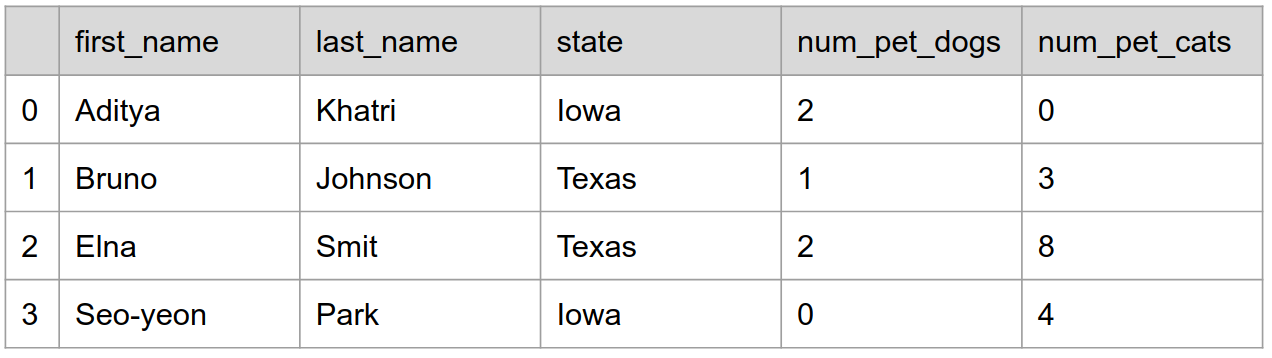 first_name last_name state num_pet_dogs num_pet_cats
0 Aditya Khatri Iowa 2 0
1 Bruno Johnson Texas 1 3
2 Elna Smit Texas 2 8
3 Seo-yeon Park Iowa 0 4